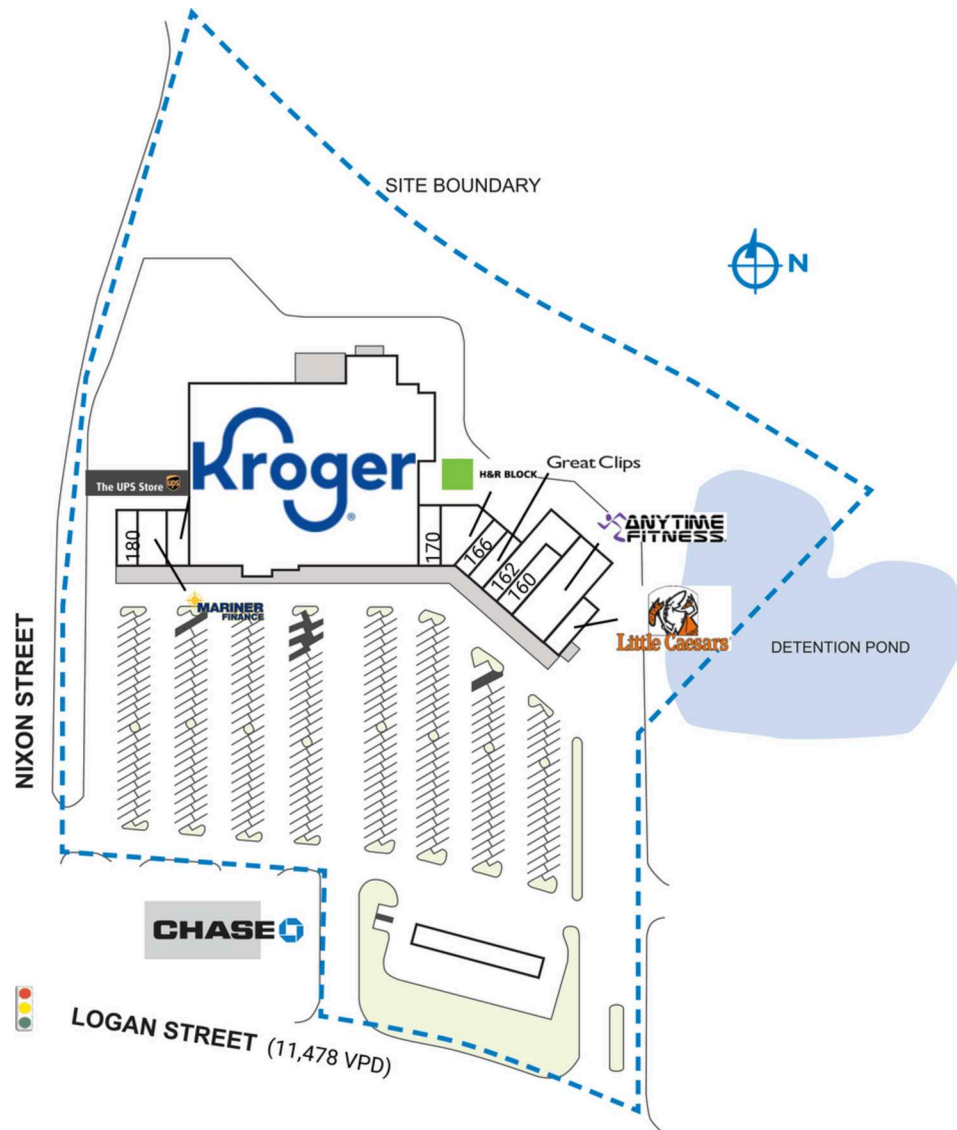 SITE BOUNDARY
N
Kroger
®
The UPS Store
ups
H&R BLOCK
Great Clips
ANYTIME
FITNESS
180
170
166
162
160
MARINER
FINANCE
Little Caesars
DETENTION POND
NIXON STREET
CHASE
LOGAN STREET (11,478 VPD)